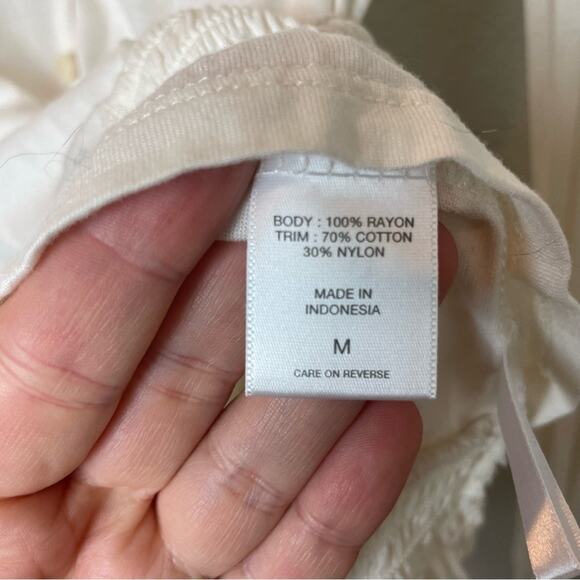 BODY : 100% RAYON
TRIM : 70% COTTON
30% NYLON
MADE IN
INDONESIA
M
CARE ON REVERSE